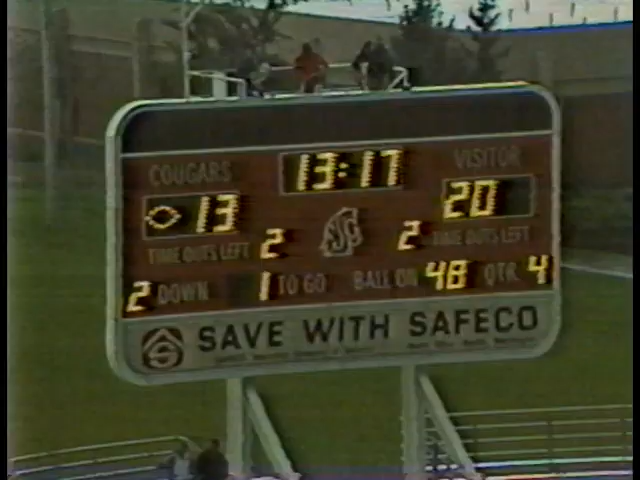 COUGARS 13:17 VISITOR
13 20
TIME OUTS LEFT 2 2 TIME OUTS LEFT
2 DOWN 1 TO GO BALL ON 48 QTR 4
SAVE WITH SAFECO